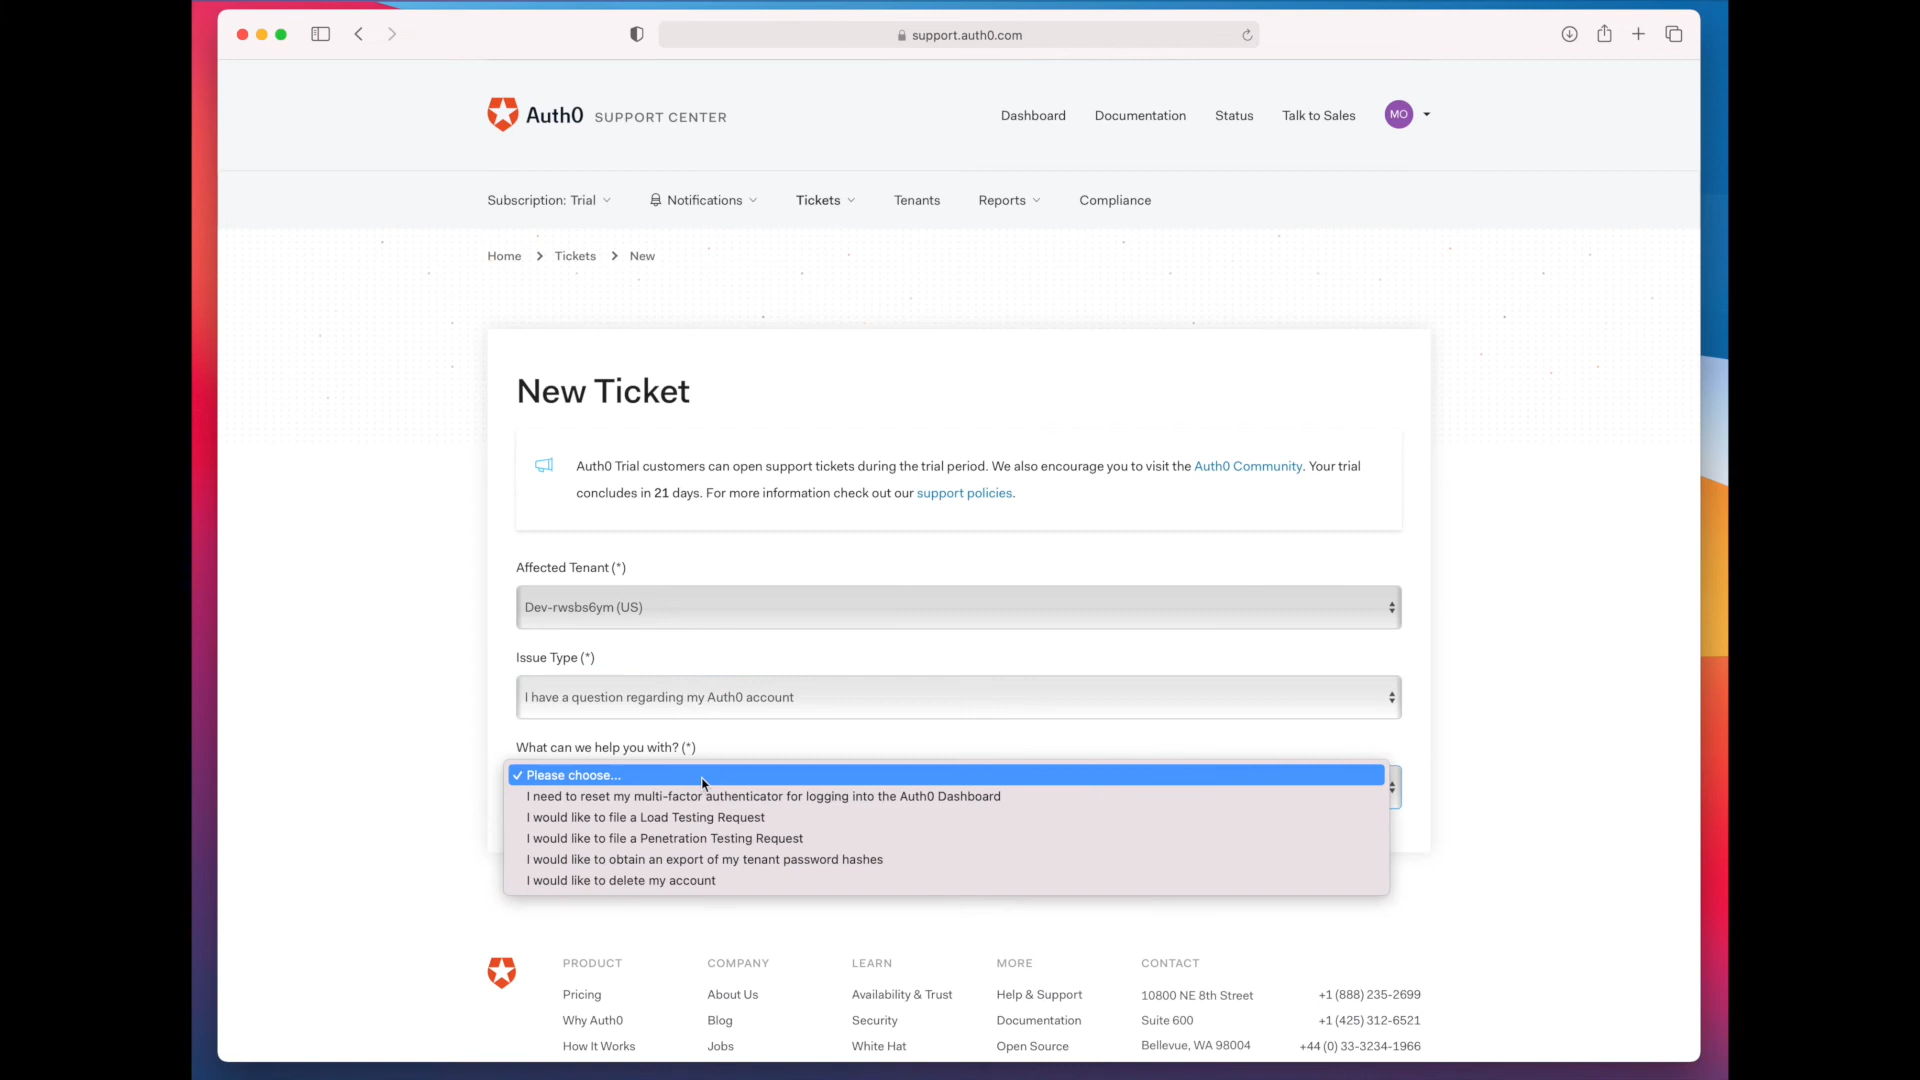 support.auth0.com
Auth0 SUPPORT CENTER
Dashboard
Documentation
Status
Talk to Sales
MO
Subscription: Trial
Notifications
Tickets
Tenants
Reports
Compliance
Home
Tickets
New
New Ticket
Auth0 Trial customers can open support tickets during the trial period. We also encourage you to visit the Auth0 Community. Your trial
concludes in 21 days. For more information check out our support policies.
Affected Tenant (*)
Dev-rwsbs6ym (US)
Issue Type (*)
I have a question regarding my Auth0 account
What can we help you with? (*)
✓ Please choose...
I need to reset my multi-factor authenticator for logging into the Auth0 Dashboard
I would like to file a Load Testing Request
I would like to file a Penetration Testing Request
I would like to obtain an export of my tenant password hashes
I would like to delete my account
PRODUCT
Pricing
Why Auth0
How It Works
COMPANY
About Us
Blog
Jobs
LEARN
Availability & Trust
Security
White Hat
MORE
Help & Support
Documentation
Open Source
CONTACT
10800 NE 8th Street
Suite 600
Bellevue, WA 98004
+1 (888) 235-2699
+1 (425) 312-6521
+44 (0) 33-3234-1966